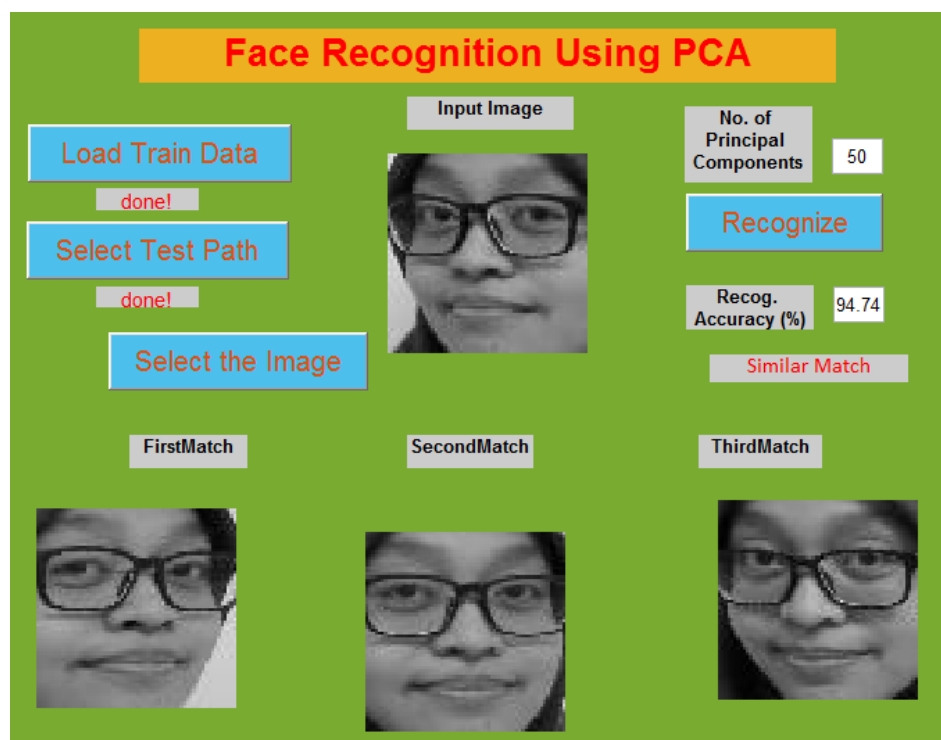 Face Recognition Using PCA
Input Image
No. of
Principal
Components
50
Load Train Data
done!
Recognize
Select Test Path
done!
Recog.
Accuracy (%)
94.74
Select the Image
Similar Match
FirstMatch
SecondMatch
ThirdMatch